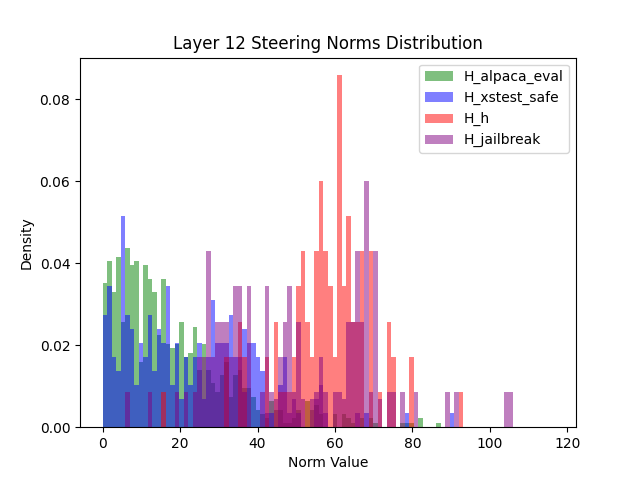 Layer 12 Steering Norms Distribution
H_alpaca_eval
H_xstest_safe
H_h
H_jailbreak
Density
0.08
0.06
0.04
0.02
0.00
0 20 40 60 80 100 120
Norm Value